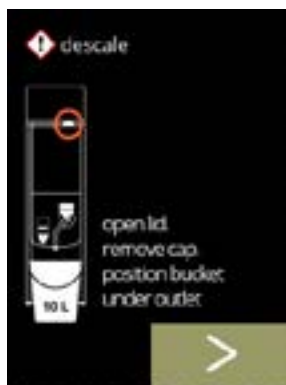 descale
open lid.
remove cap.
position bucket
under outlet
10 L